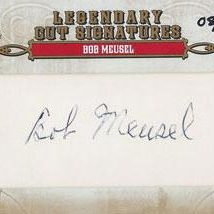 LEGENDARY
CUT SIGNATURES
BOB MEUSEL
Bob Meusel